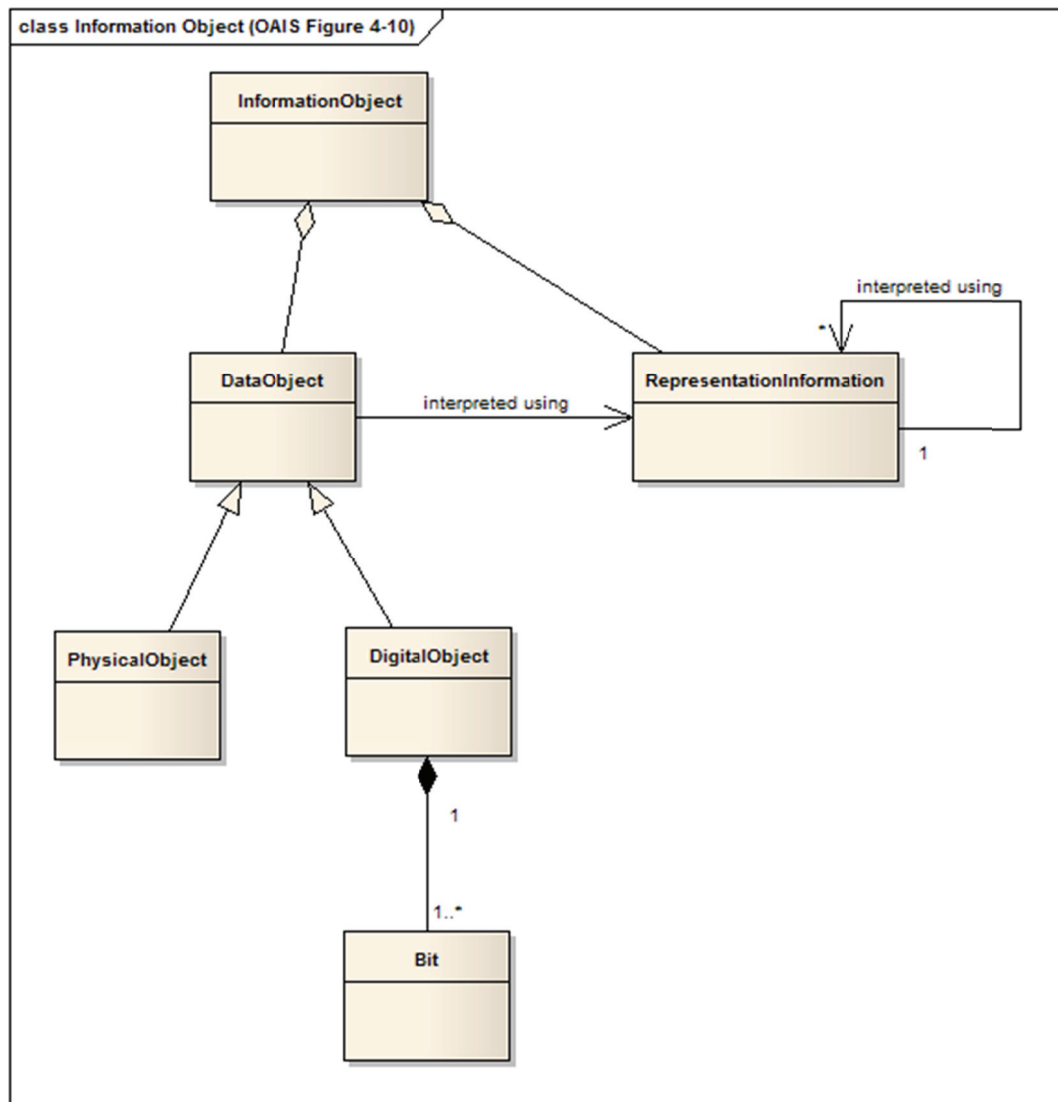 class Information Object (OAIS Figure 4-10)
InformationObject
interpreted using
*
DataObject
RepresentationInformation
interpreted using
1
PhysicalObject
DigitalObject
1
1..*
Bit